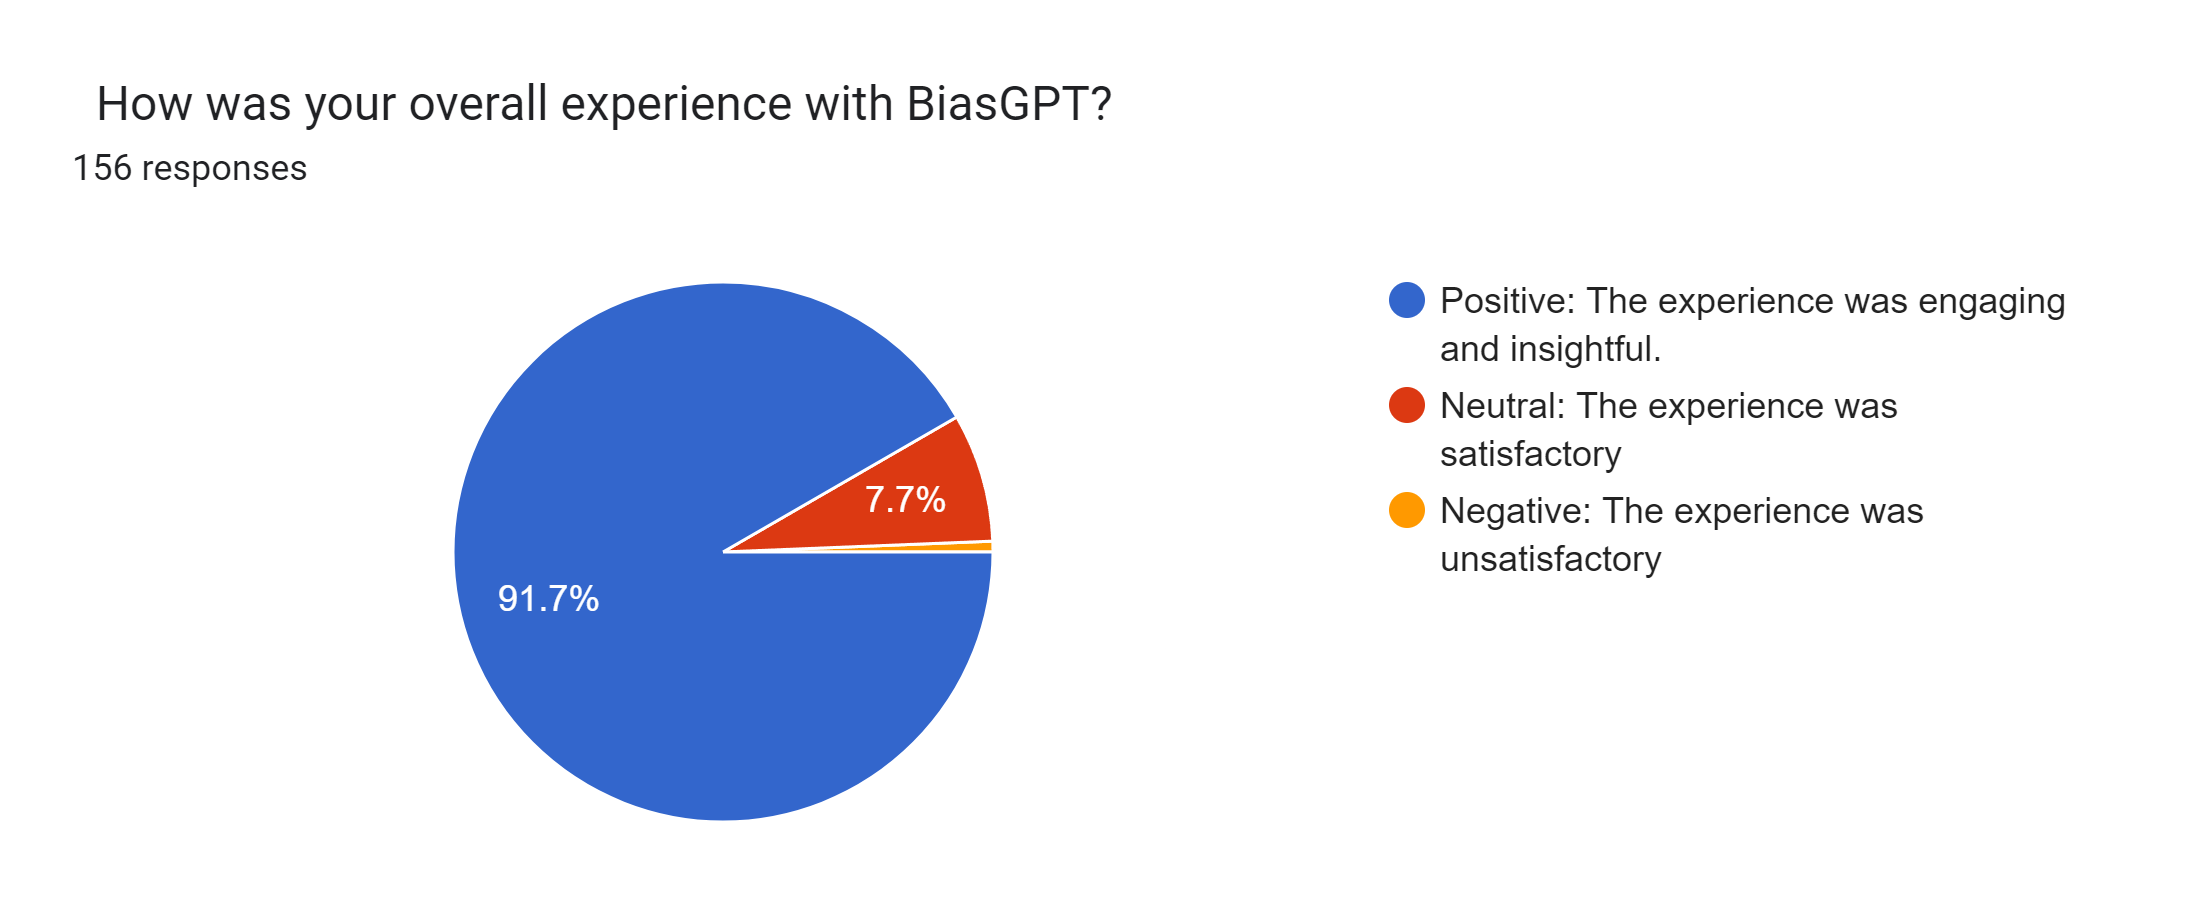 How was your overall experience with BiasGPT?
156 responses
91.7%
7.7%
Positive: The experience was engaging
and insightful.
Neutral: The experience was
satisfactory
Negative: The experience was
unsatisfactory